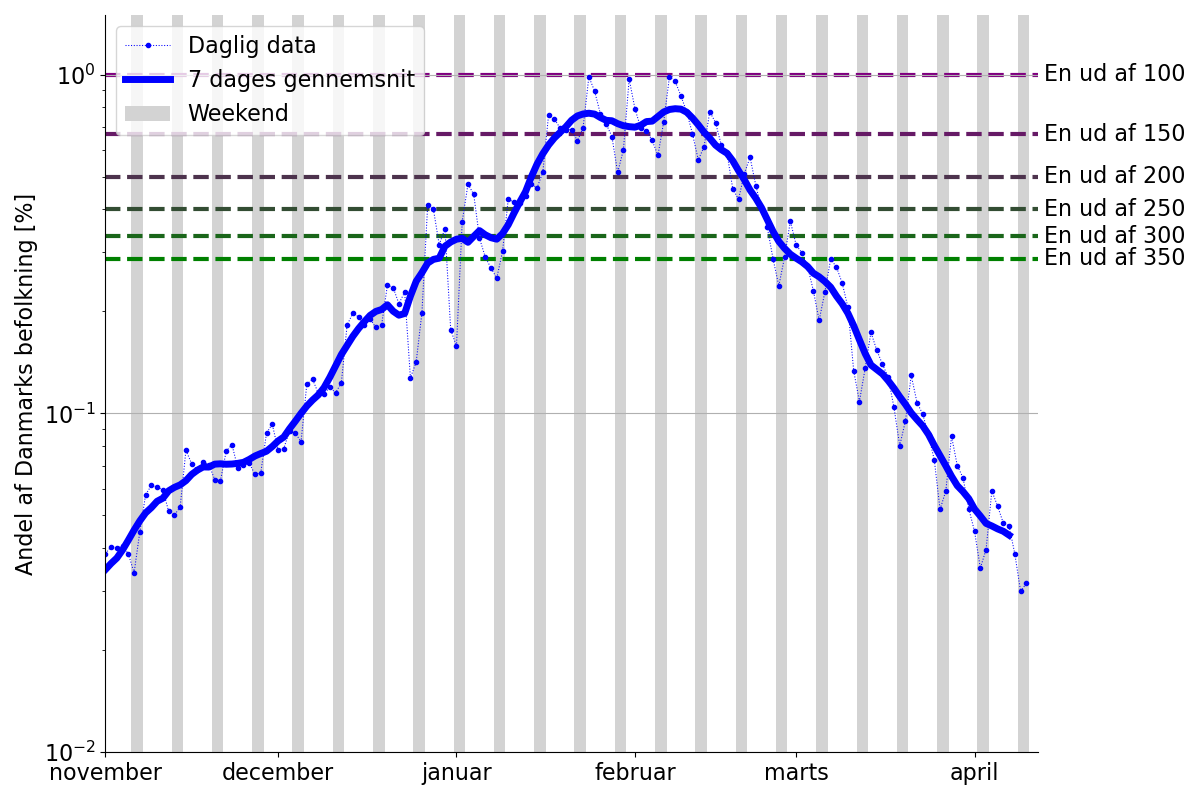 Daglig data
7 dages gennemsnit
Weekend
Andel af Danmarks befolkning [%]
10⁰
10⁻¹
10⁻²
En ud af 100
En ud af 150
En ud af 200
En ud af 250
En ud af 300
En ud af 350
november december januar februar marts april